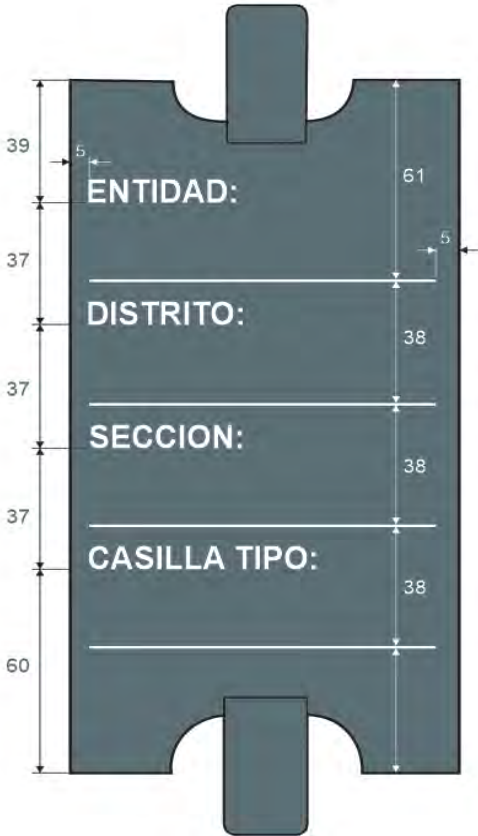 39
5
61
ENTIDAD:
5
37
DISTRITO:
38
37
SECCION:
38
37
CASILLA TIPO:
38
60